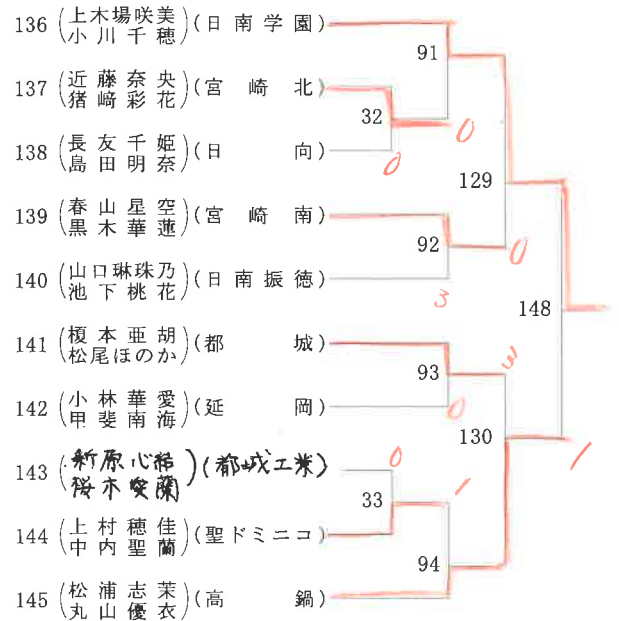 136 (上木場咲美 小川千穂) (日南学園)
91
137 (近藤奈央 猪﨑彩花) (宮崎北)
32
0
138 (長友千姫 島田明奈) (日向)
0
129
139 (春山星空 黒木華蓮) (宮崎南)
92
0
140 (山口琳珠乃 池下桃花) (日南振徳)
3
148
141 (榎本亜胡 松尾ほのか) (都城)
93
3
142 (小林華愛 甲斐南海) (延岡)
0
130
1
143 (新原心結 桜木愛蘭) (都城工業)
0
33
1
144 (上村穂佳 中内聖蘭) (聖ドミニコ)
94
145 (松浦志茉 丸山優衣) (高鍋)